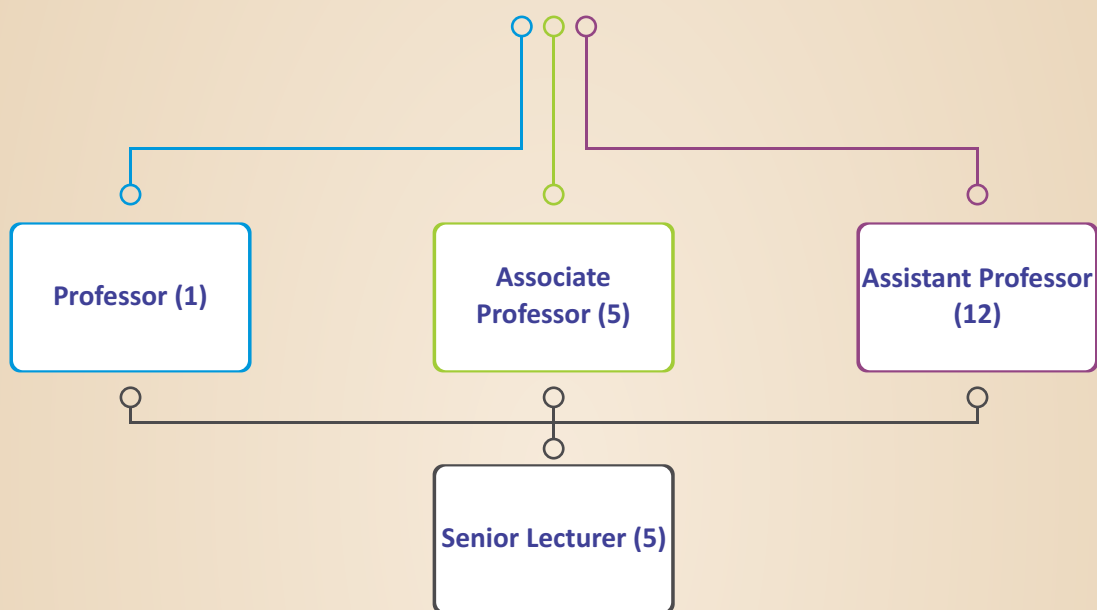 Professor (1)
Associate
Professor (5)
Assistant Professor
(12)
Senior Lecturer (5)